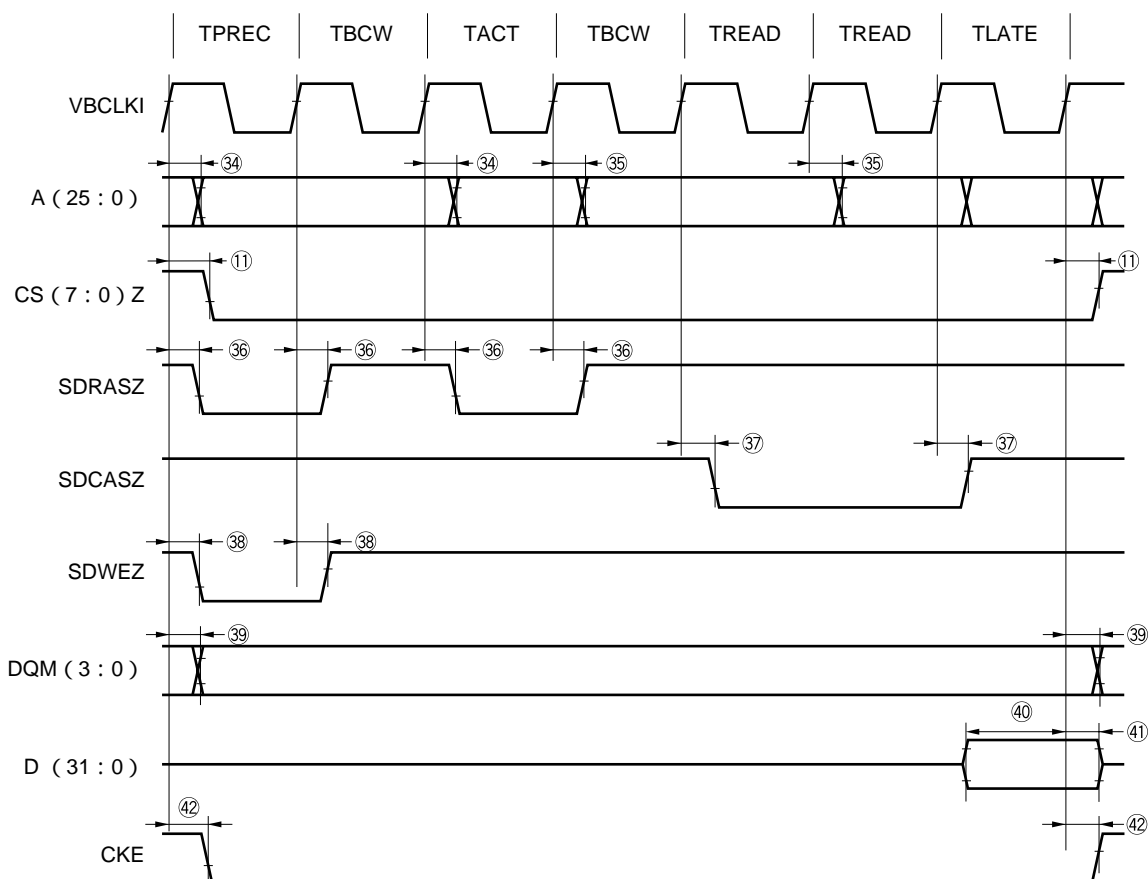 TPREC TBCW TACT TBCW TREAD TREAD TLATE
VBCLKI
㉞ ㉞ ㉟ ㉟
A ( 25 : 0 )
⑪ ⑪
CS ( 7 : 0 ) Z
㊱ ㊱ ㊱ ㊱
SDRASZ
㊲ ㊲
SDCASZ
㊳ ㊳
SDWEZ
㊴ ㊴
DQM ( 3 : 0 )
㊵ ㊶
D ( 31 : 0 )
㊷ ㊷
CKE